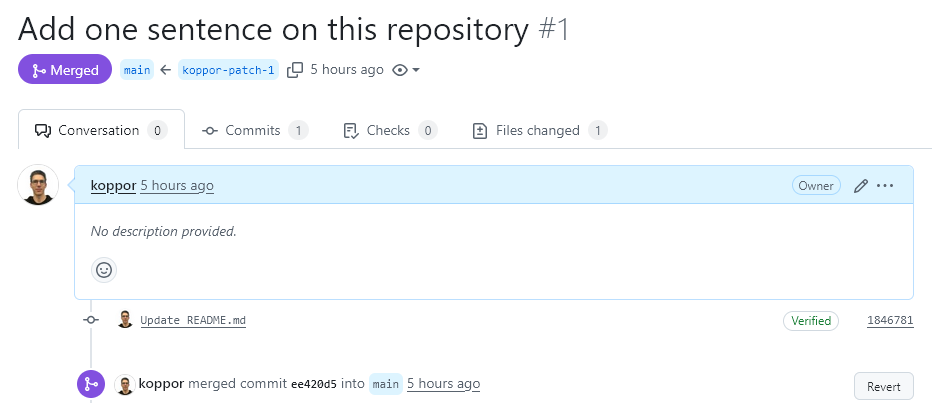 Add one sentence on this repository #1
Merged main ← koppor-patch-1 5 hours ago
Conversation 0 Commits 1 Checks 0 Files changed 1
koppor 5 hours ago Owner
No description provided.
Update README.md Verified 1846781
koppor merged commit ee420d5 into main 5 hours ago Revert